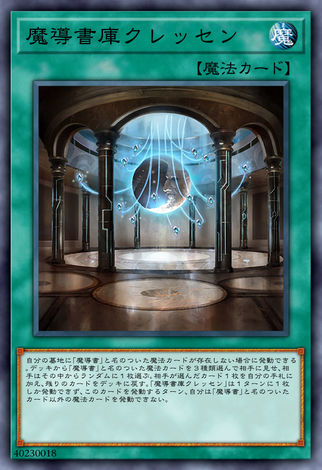 魔導書庫クレッセン
魔
【魔法カード】
自分の墓地に「魔導書」と名のついた魔法カードが存在しない場合に発動できる
。デッキから「魔導書」と名のついた魔法カードを３種類選んで相手に見せ、相
手はその中からランダムに１枚選ぶ。相手が選んだカード１枚を自分の手札に
加え、残りのカードをデッキに戻す。「魔導書庫クレッセン」は１ターンに１枚
しか発動できず、このカードを発動するターン、自分は「魔導書」と名のついた
カード以外の魔法カードを発動できない。
40230018